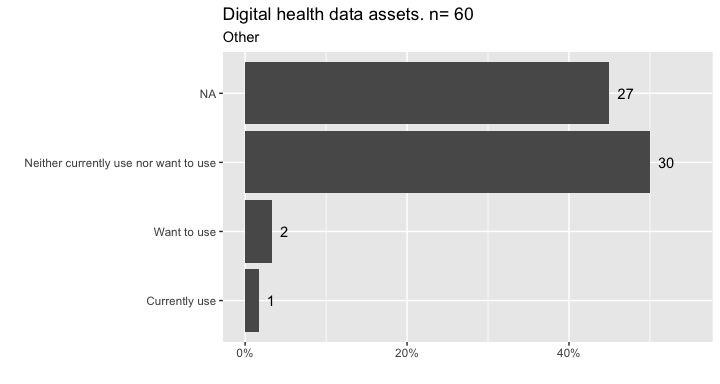 Digital health data assets. n= 60
Other
NA
27
Neither currently use nor want to use
30
Want to use
2
Currently use
1
0%
20%
40%